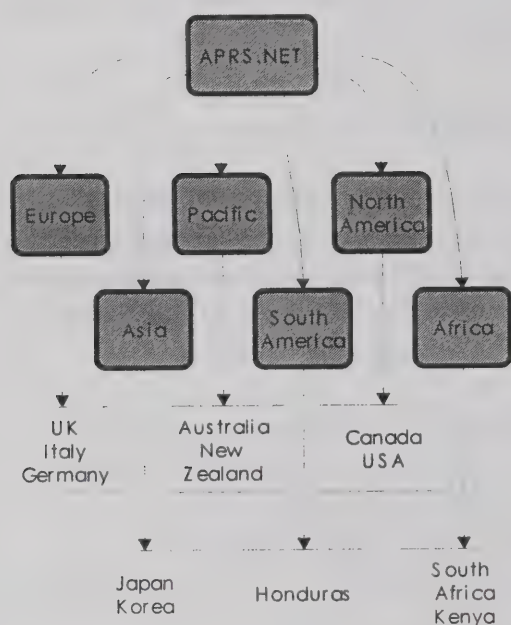 APRS.NET
Europe
Pacific
North
America
Asia
South
America
Africa
UK
Italy
Germany
Australia
New
Zealand
Canada
USA
Japan
Korea
Honduras
South
Africa
Kenya